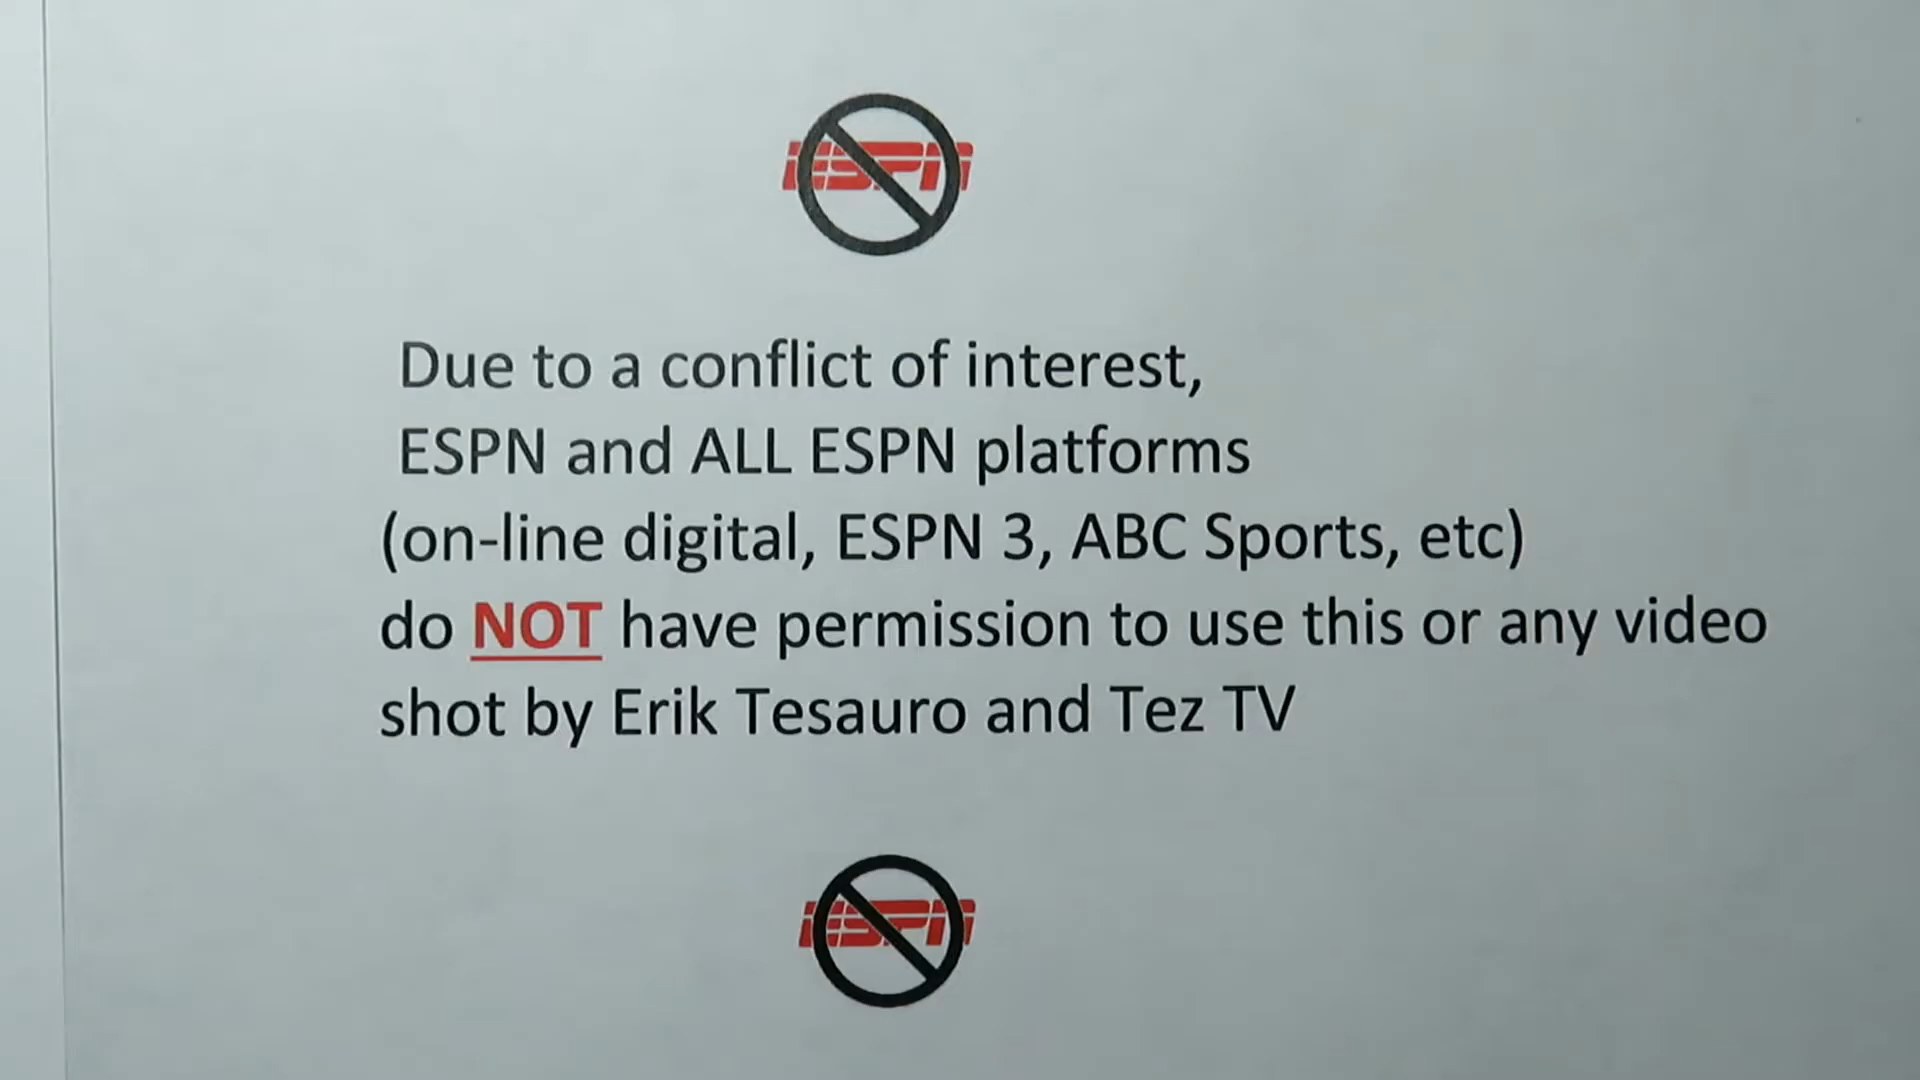 ESPN
Due to a conflict of interest,
ESPN and ALL ESPN platforms
(on-line digital, ESPN 3, ABC Sports, etc)
do NOT have permission to use this or any video
shot by Erik Tesauro and Tez TV
ESPN